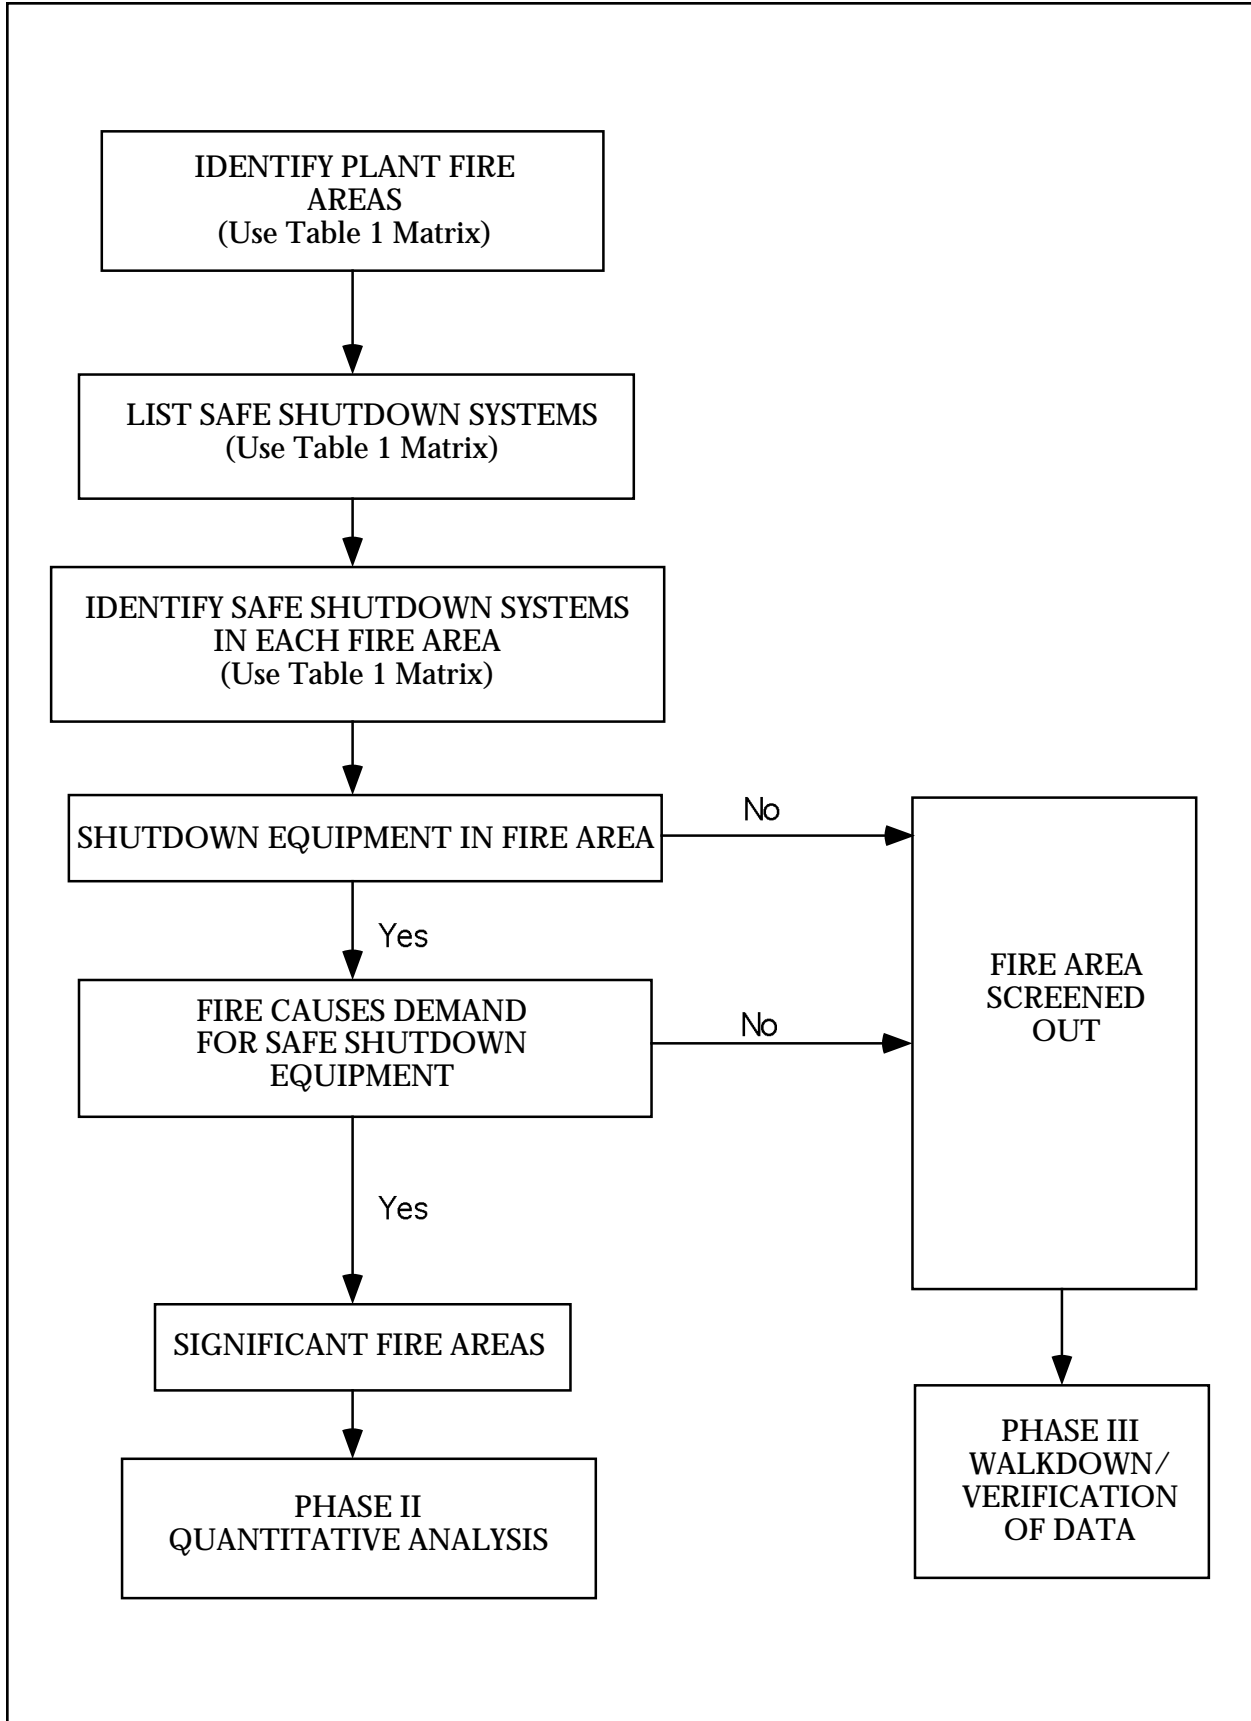 IDENTIFY PLANT FIRE
AREAS
(Use Table 1 Matrix)
LIST SAFE SHUTDOWN SYSTEMS
(Use Table 1 Matrix)
IDENTIFY SAFE SHUTDOWN SYSTEMS
IN EACH FIRE AREA
(Use Table 1 Matrix)
SHUTDOWN EQUIPMENT IN FIRE AREA
No
Yes
FIRE CAUSES DEMAND
FOR SAFE SHUTDOWN
EQUIPMENT
No
FIRE AREA
SCREENED
OUT
Yes
SIGNIFICANT FIRE AREAS
PHASE II
QUANTITATIVE ANALYSIS
PHASE III
WALKDOWN/
VERIFICATION
OF DATA